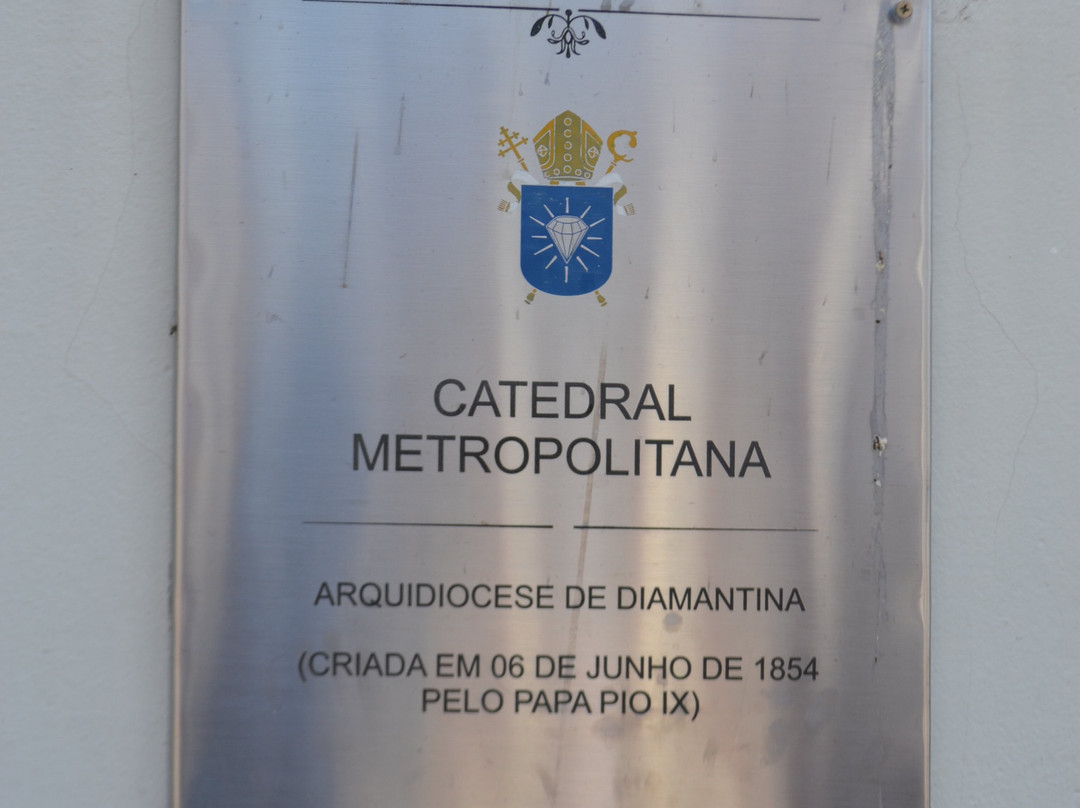 CATEDRAL
METROPOLITANA
ARQUIDIOCESE DE DIAMANTINA
(CRIADA EM 06 DE JUNHO DE 1854
PELO PAPA PIO IX)